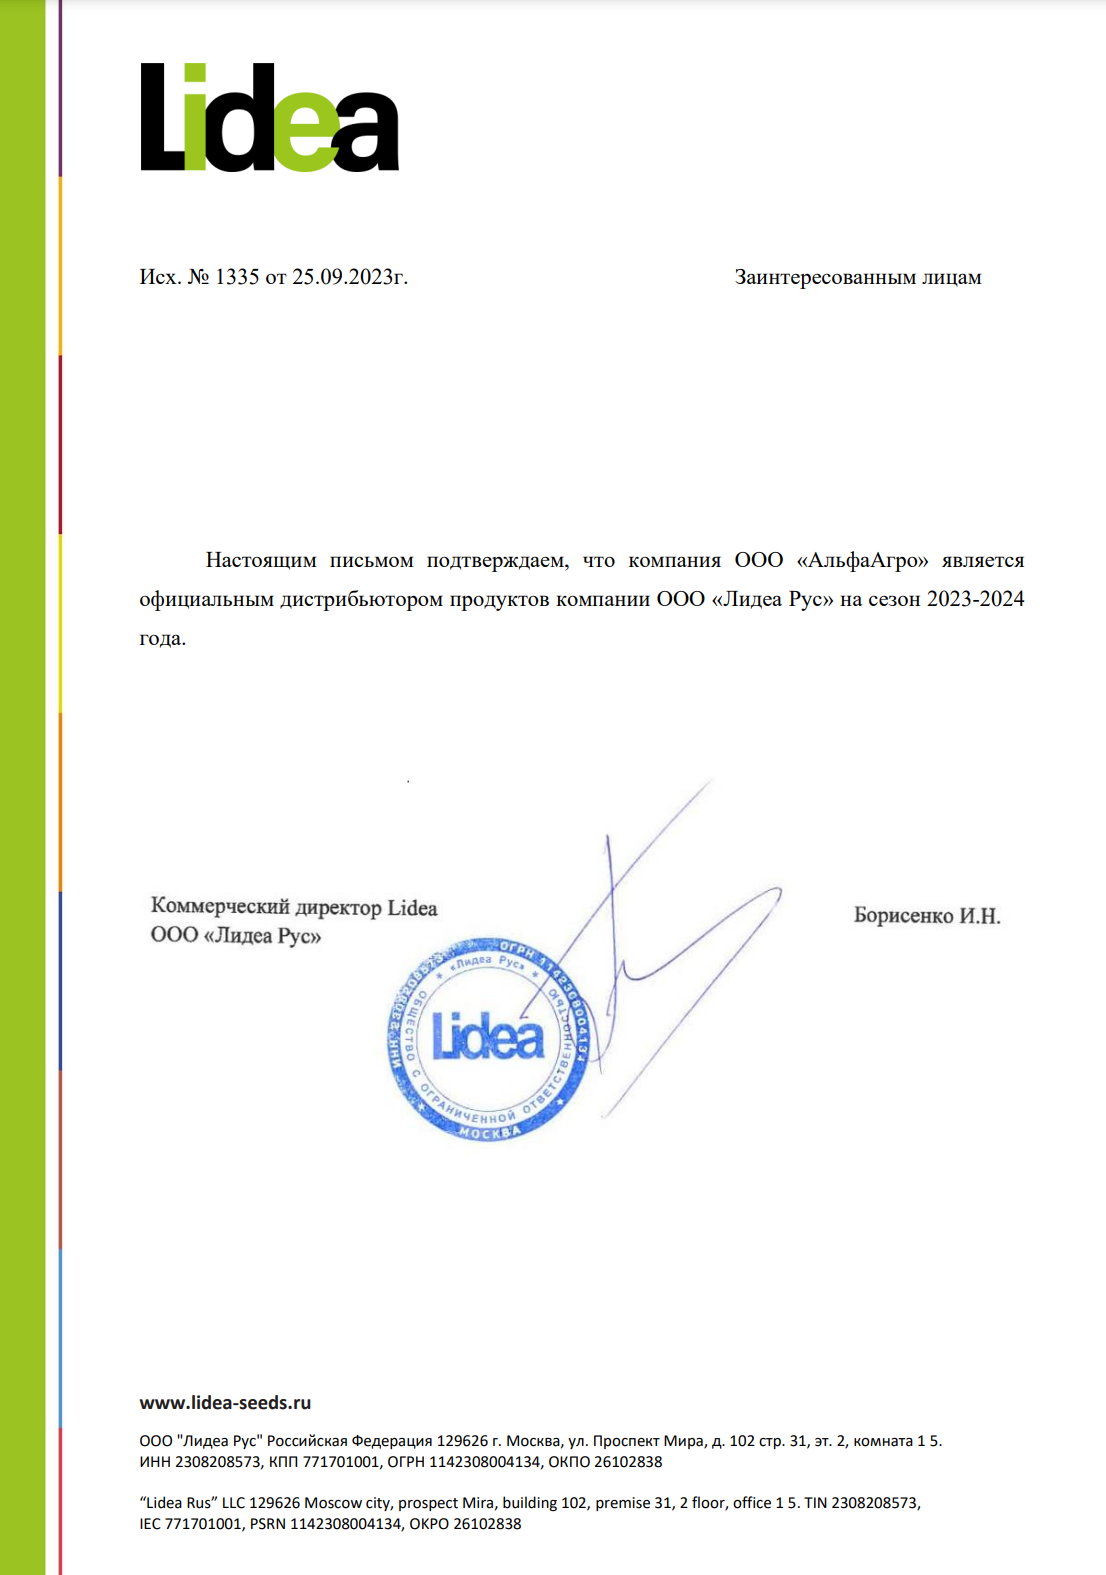 Lidea
Исх. № 1335 от 25.09.2023г.
Заинтересованным лицам
Настоящим письмом подтверждаем, что компания ООО «АльфаАгро» является
официальным дистрибьютором продуктов компании ООО «Лидеа Рус» на сезон 2023-2024
года.
Коммерческий директор Lidea
ООО «Лидеа Рус»
Борисенко И.Н.
ИНН 2308208573 ОГРН 1142308004134
«Лидеа Рус»
ОБЩЕСТВО С ОГРАНИЧЕННОЙ ОТВЕТСТВЕННОСТЬЮ
Lidea
МОСКВА
www.lidea-seeds.ru
ООО "Лидеа Рус" Российская Федерация 129626 г. Москва, ул. Проспект Мира, д. 102 стр. 31, эт. 2, комната 1 5.
ИНН 2308208573, КПП 771701001, ОГРН 1142308004134, ОКПО 26102838
“Lidea Rus” LLC 129626 Moscow city, prospect Mira, building 102, premise 31, 2 floor, office 1 5. TIN 2308208573,
IEC 771701001, PSRN 1142308004134, OKPO 26102838